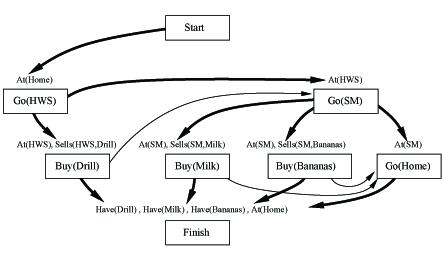 Start
At(Home)
At(HWS)
Go(HWS)
Go(SM)
At(HWS), Sells(HWS,Drill)
At(SM), Sells(SM,Milk)
At(SM), Sells(SM,Bananas)
At(SM)
Buy(Drill)
Buy(Milk)
Buy(Bananas)
Go(Home)
Have(Drill) , Have(Milk) , Have(Bananas) , At(Home)
Finish